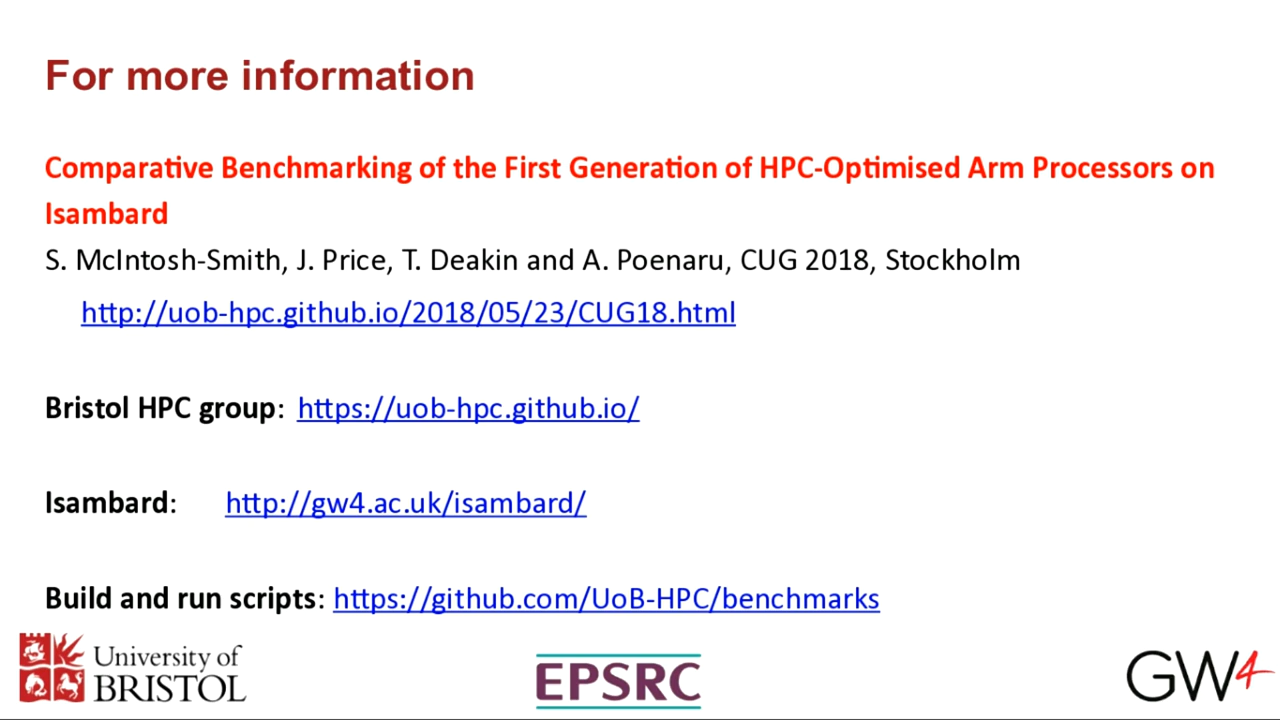 For more information
Comparative Benchmarking of the First Generation of HPC-Optimised Arm Processors on
Isambard
S. McIntosh-Smith, J. Price, T. Deakin and A. Poenaru, CUG 2018, Stockholm
http://uob-hpc.github.io/2018/05/23/CUG18.html
Bristol HPC group: https://uob-hpc.github.io/
Isambard: http://gw4.ac.uk/isambard/
Build and run scripts: https://github.com/UoB-HPC/benchmarks
University of
BRISTOL
EPSRC
GW4